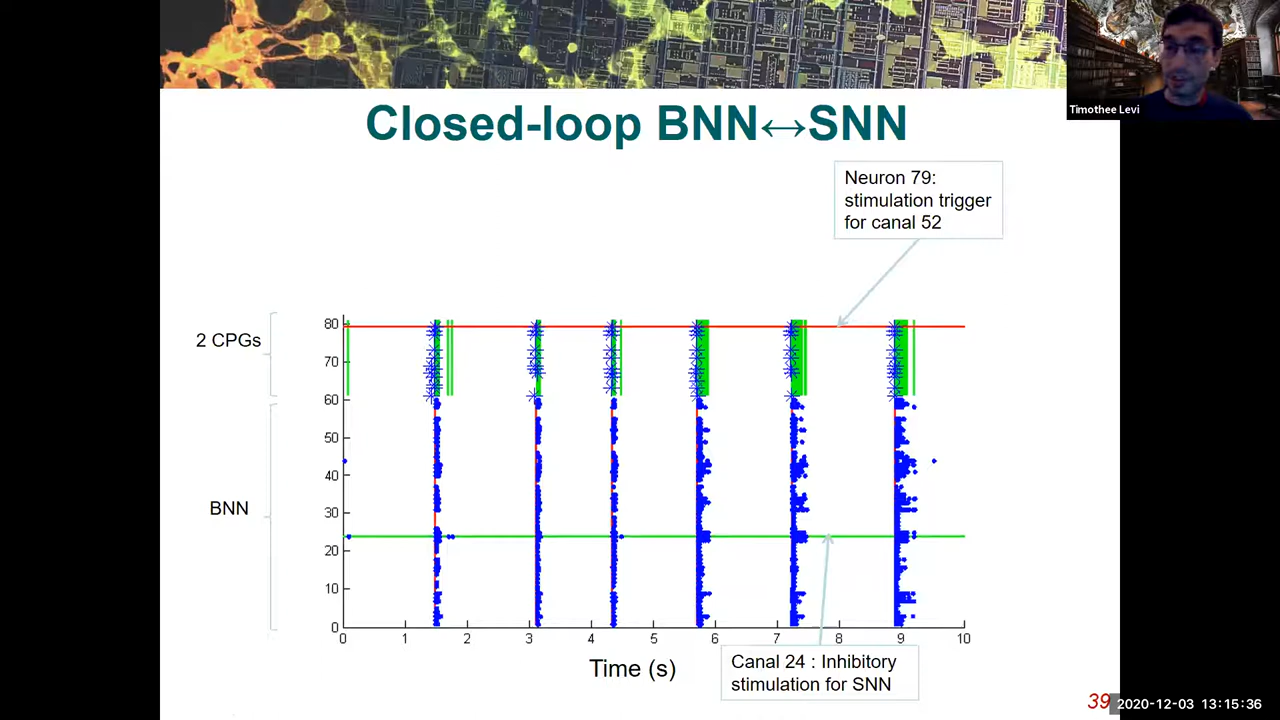 Timothee Levi
Closed-loop BNN↔SNN
Neuron 79:
stimulation trigger
for canal 52
2 CPGs
BNN
80
70
60
50
40
30
20
10
0
0 1 2 3 4 5 6 7 8 9 10
Time (s)
Canal 24 : Inhibitory
stimulation for SNN
39
2020-12-03 13:15:36